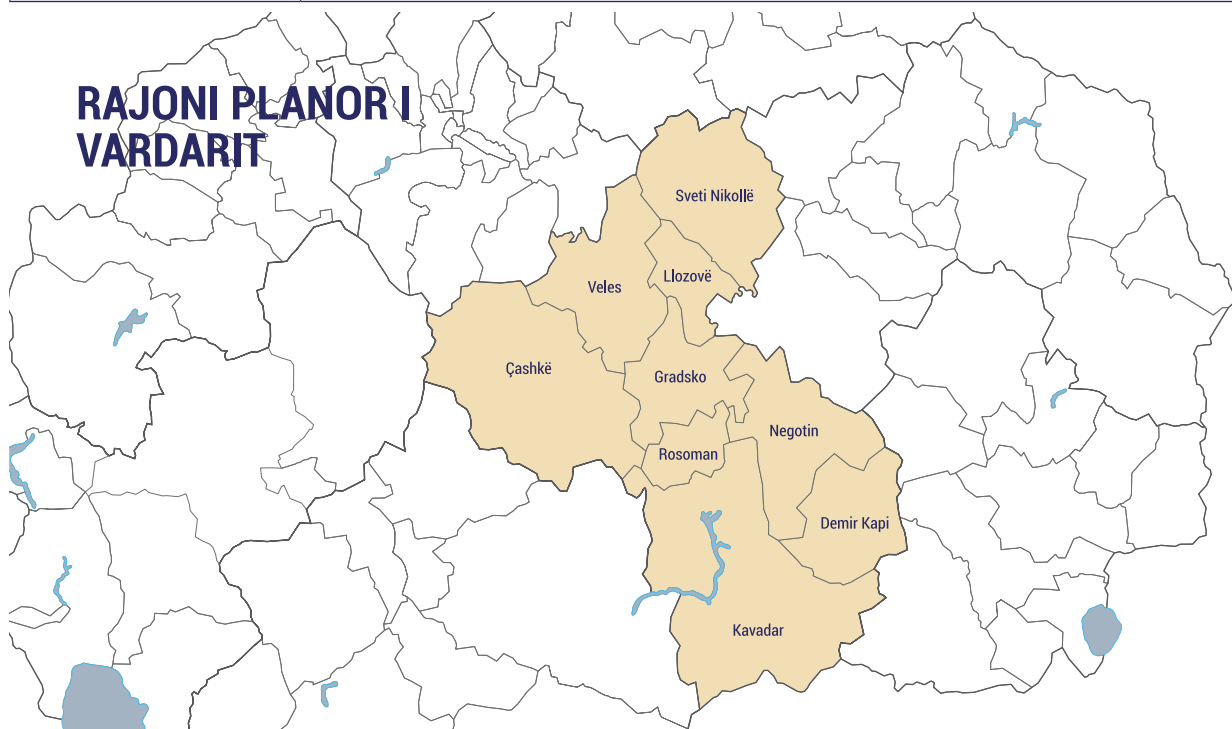 RAJONI PLANOR I
VARDARIT
Sveti Nikollë
Llozovë
Veles
Çashkë
Gradsko
Negotin
Rosoman
Demir Kapi
Kavadar